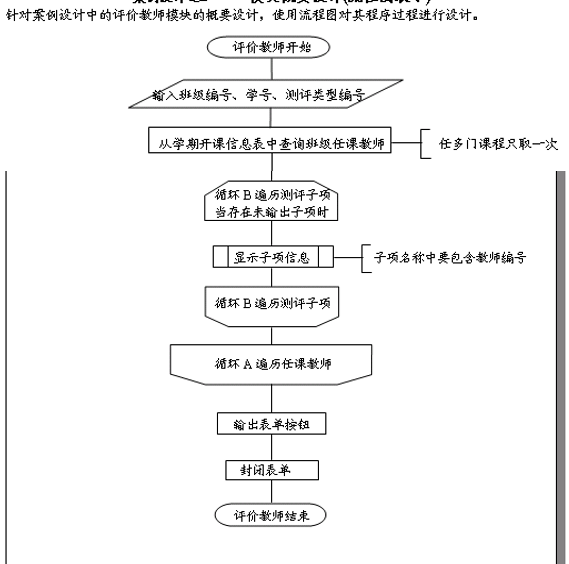 针对案例设计中的评价教师模块的概要设计，使用流程图对其程序过程进行设计。
评价教师开始
输入班级编号、学号、测评类型编号
从学期开课信息表中查询班级任课教师
任多门课程只取一次
循环 B 遍历测评子项
当存在未输出子项时
显示子项信息
子项名称中要包含教师编号
循环 B 遍历测评子项
循环 A 遍历任课教师
输出表单按钮
封闭表单
评价教师结束